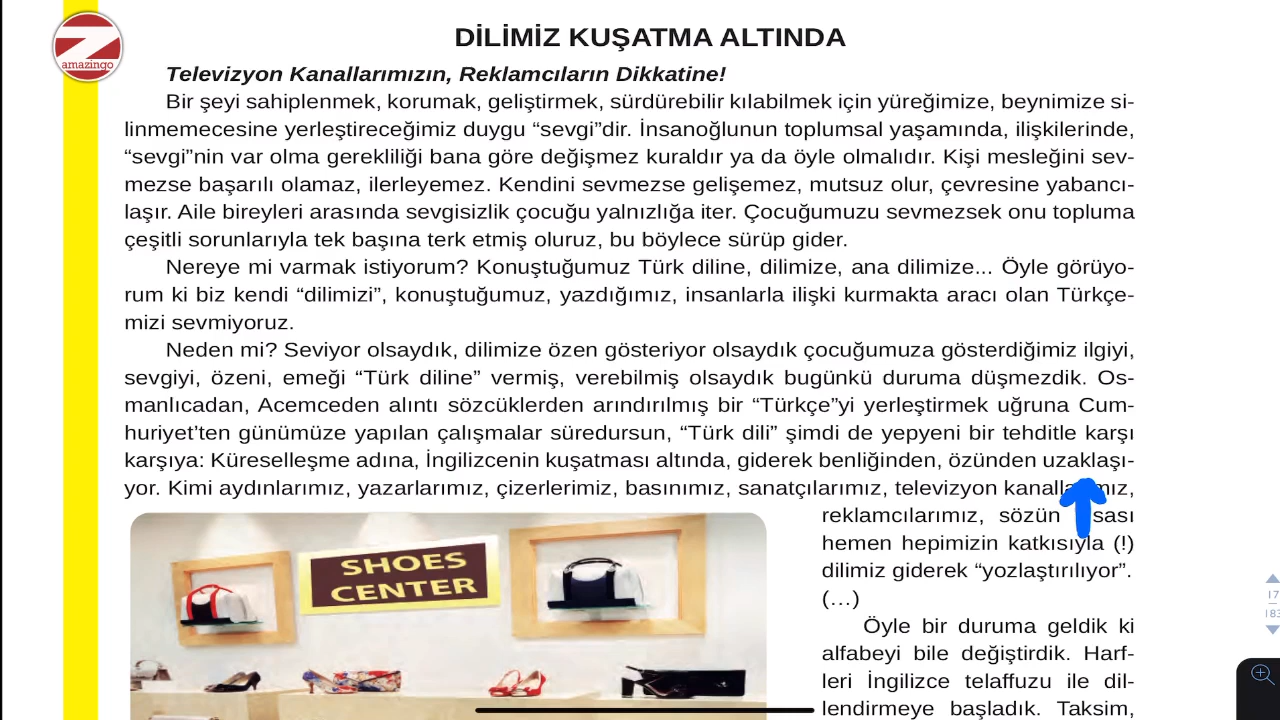 amazingo
DİLİMİZ KUŞATMA ALTINDA
Televizyon Kanallarımızın, Reklamcıların Dikkatine!
Bir şeyi sahiplenmek, korumak, geliştirmek, sürdürebilir kılabilmek için yüreğimize, beynimize si-
linmemecesine yerleştireceğimiz duygu “sevgi”dir. İnsanoğlunun toplumsal yaşamında, ilişkilerinde,
“sevgi”nin var olma gerekliliği bana göre değişmez kuraldır ya da öyle olmalıdır. Kişi mesleğini sev-
mezse başarılı olamaz, ilerleyemez. Kendini sevmezse gelişemez, mutsuz olur, çevresine yabancı-
laşır. Aile bireyleri arasında sevgisizlik çocuğu yalnızlığa iter. Çocuğumuzu sevmezsek onu topluma
çeşitli sorunlarıyla tek başına terk etmiş oluruz, bu böylece sürüp gider.
Nereye mi varmak istiyorum? Konuştuğumuz Türk diline, dilimize, ana dilimize... Öyle görüyo-
rum ki biz kendi “dilimizi”, konuştuğumuz, yazdığımız, insanlarla ilişki kurmakta aracı olan Türkçe-
mizi sevmiyoruz.
Neden mi? Seviyor olsaydık, dilimize özen gösteriyor olsaydık çocuğumuza gösterdiğimiz ilgiyi,
sevgiyi, özeni, emeği “Türk diline” vermiş, verebilmiş olsaydık bugünkü duruma düşmezdik. Os-
manlıcadan, Acemceden alıntı sözcüklerden arındırılmış bir “Türkçe”yi yerleştirmek uğruna Cum-
huriyet’ten günümüze yapılan çalışmalar süredursun, “Türk dili” şimdi de yepyeni bir tehditle karşı
karşıya: Küreselleşme adına, İngilizcenin kuşatması altında, giderek benliğinden, özünden uzaklaşı-
yor. Kimi aydınlarımız, yazarlarımız, çizerlerimiz, basınımız, sanatçılarımız, televizyon
reklamcılarımız, sözün
hemen hepimizin katkısıyla (!)
dilimiz giderek “yozlaştırılıyor”.
(…)
Öyle bir duruma geldik ki
alfabeyi bile değiştirdik. Harf-
leri İngilizce telaffuzu ile dil-
lendirmeye başladık. Taksim,
SHOES
CENTER
17
183